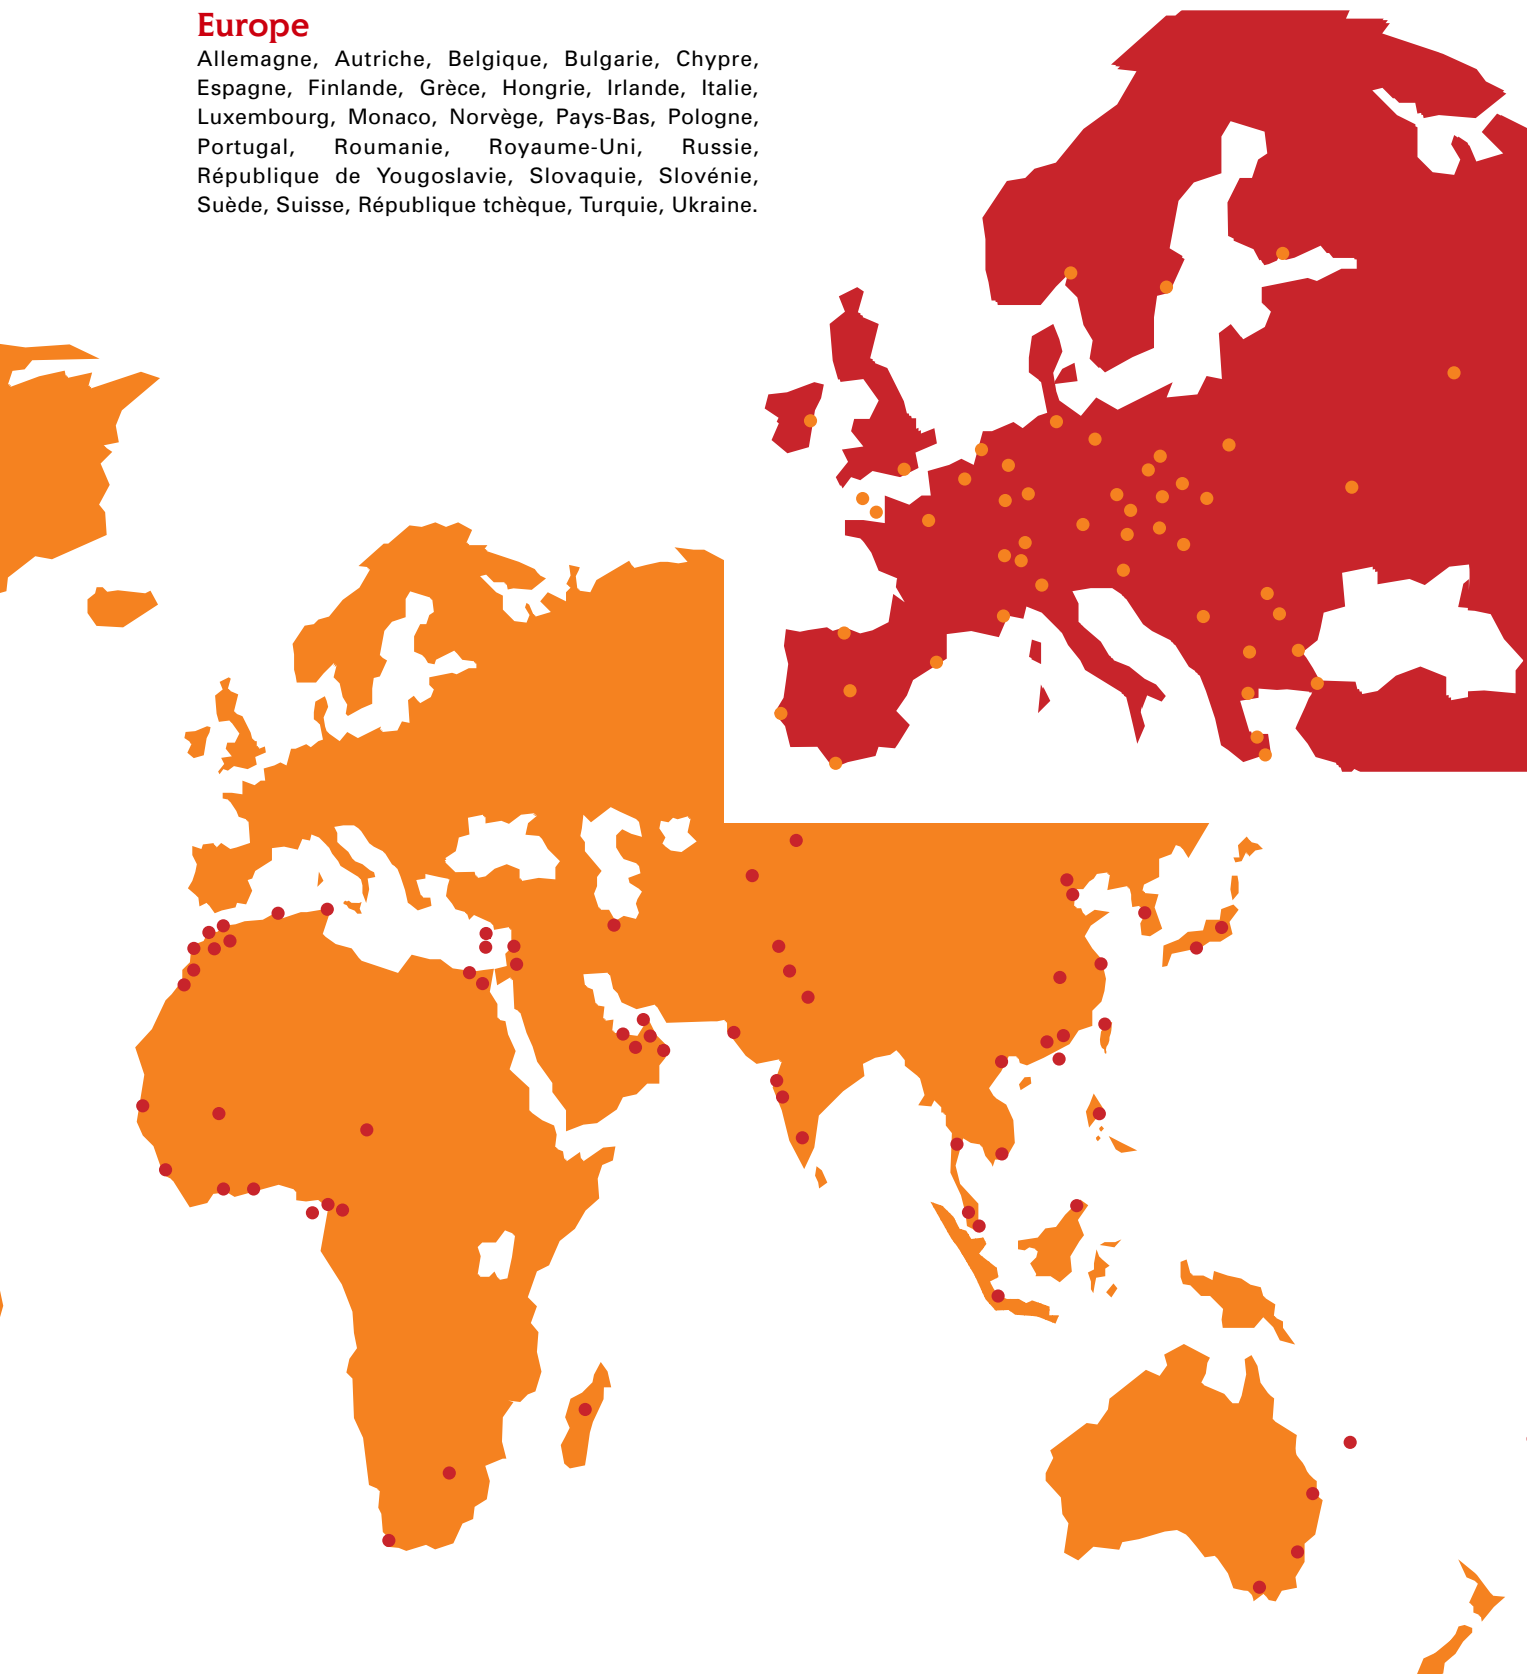 Europe
Allemagne, Autriche, Belgique, Bulgarie, Chypre,
Espagne, Finlande, Grèce, Hongrie, Irlande, Italie,
Luxembourg, Monaco, Norvège, Pays-Bas, Pologne,
Portugal, Roumanie, Royaume-Uni, Russie,
République de Yougoslavie, Slovaquie, Slovénie,
Suède, Suisse, République tchèque, Turquie, Ukraine.